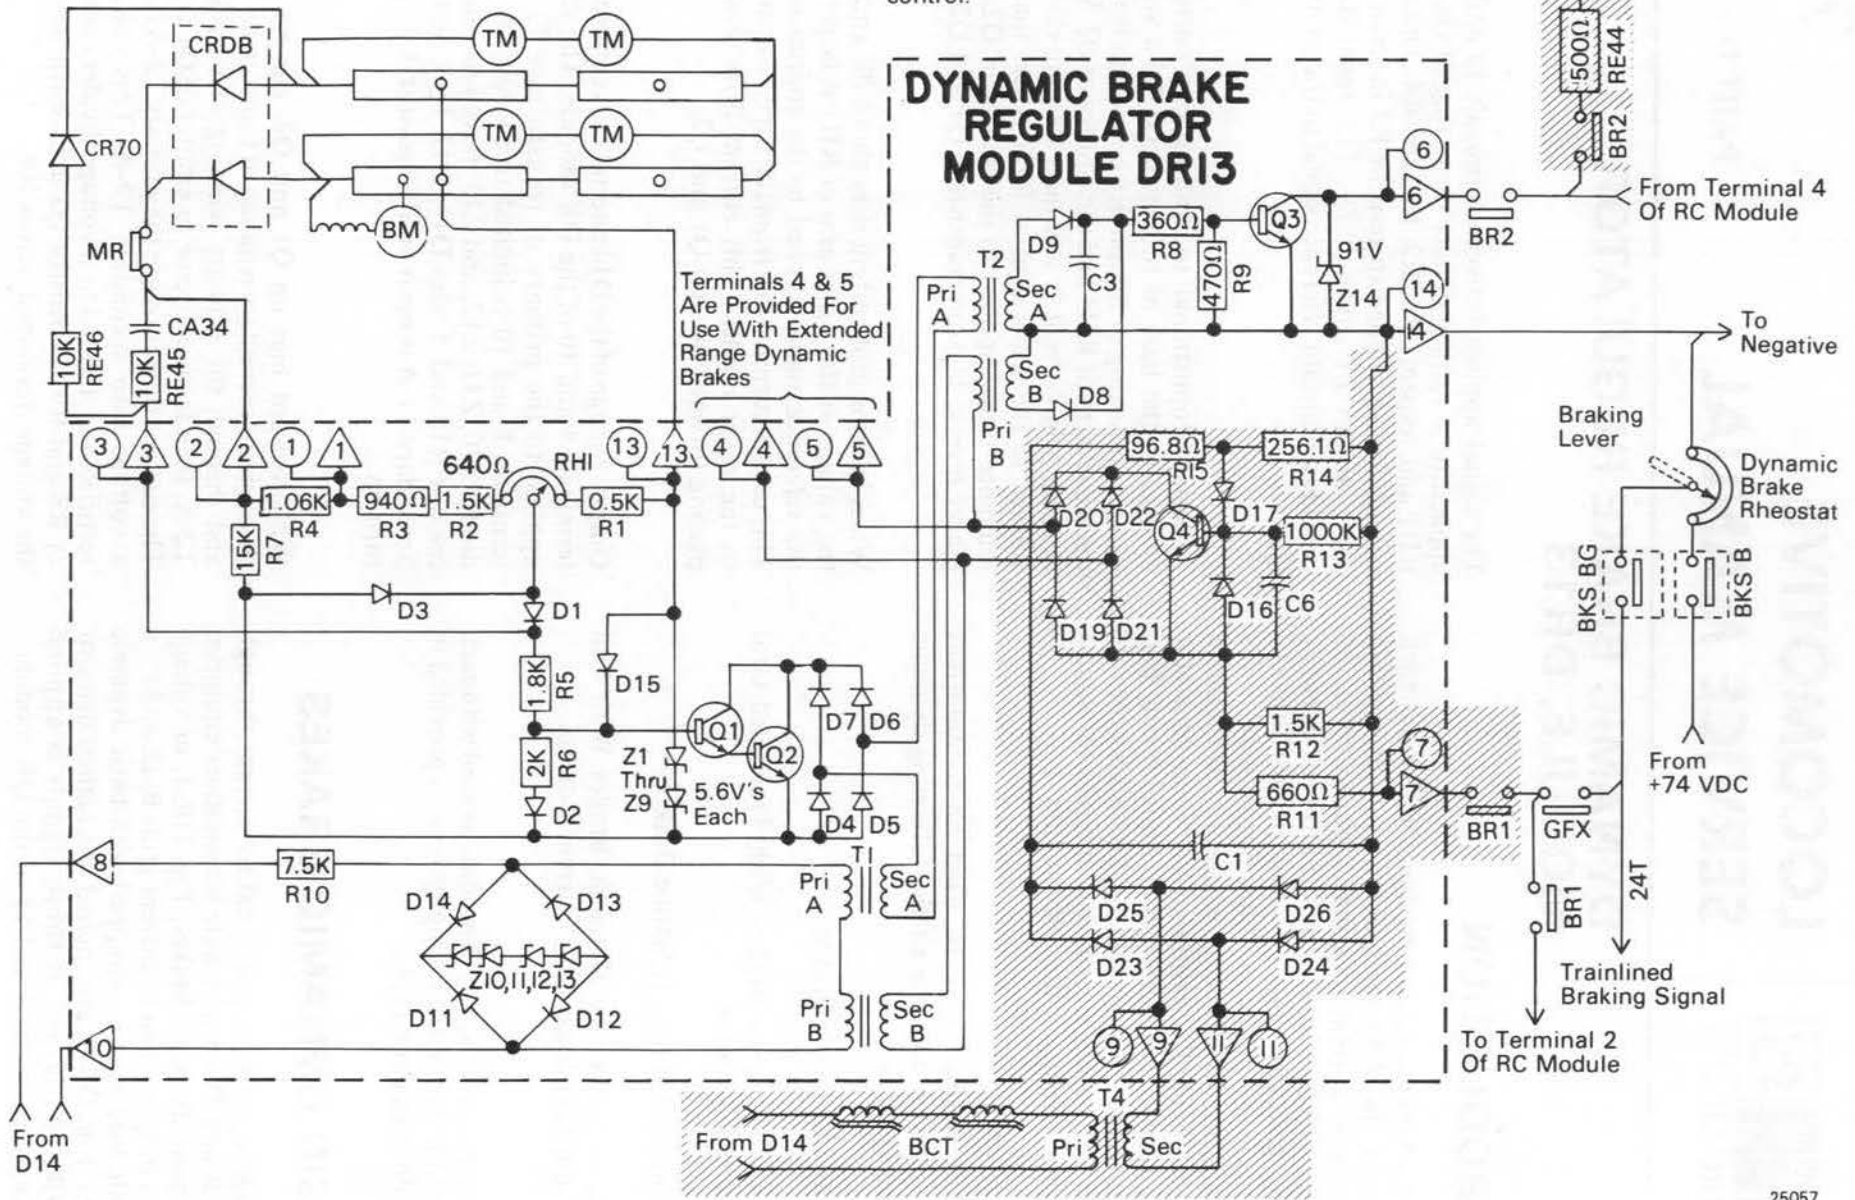 control.
CRDB
TM
TM
TM
TM
CR70
BM
MR
CA34
10K
RE46
10K
RE45
DYNAMIC BRAKE
REGULATOR
MODULE DR13
500Ω
RE44
BR2
6
6
From Terminal 4
Of RC Module
BR2
D9
360Ω
R8
Q3
470Ω
R9
C3
91V
Z14
14
14
To
Negative
T2
Pri
A
Sec
A
Sec
B
D8
Pri
B
Terminals 4 & 5
Are Provided For
Use With Extended
Range Dynamic
Brakes
3
3
2
2
1
1
13
13
4
4
5
5
640Ω
RH1
1.06K
R4
940Ω
R3
1.5K
R2
0.5K
R1
15K
R7
D3
D1
1.8K
R5
D15
2K
R6
D2
Z1
Thru
Z9
5.6V's
Each
Q1
Q2
D7
D6
D4
D5
96.8Ω
R15
256.1Ω
R14
D20
D22
Q4
D17
1000K
R13
D19
D21
D16
C6
1.5K
R12
660Ω
R11
7
7
BR1
GFX
C1
D25
D26
D23
D24
9
9
11
11
Braking
Lever
Dynamic
Brake
Rheostat
BKS BG
BKS B
From
+74 VDC
BR1
24T
Trainlined
Braking Signal
To Terminal 2
Of RC Module
8
7.5K
R10
D14
D13
Z10,11,12,13
D11
D12
10
T1
Pri
A
Sec
A
Pri
B
Sec
B
From
D14
From D14
BCT
T4
Pri
Sec
25057